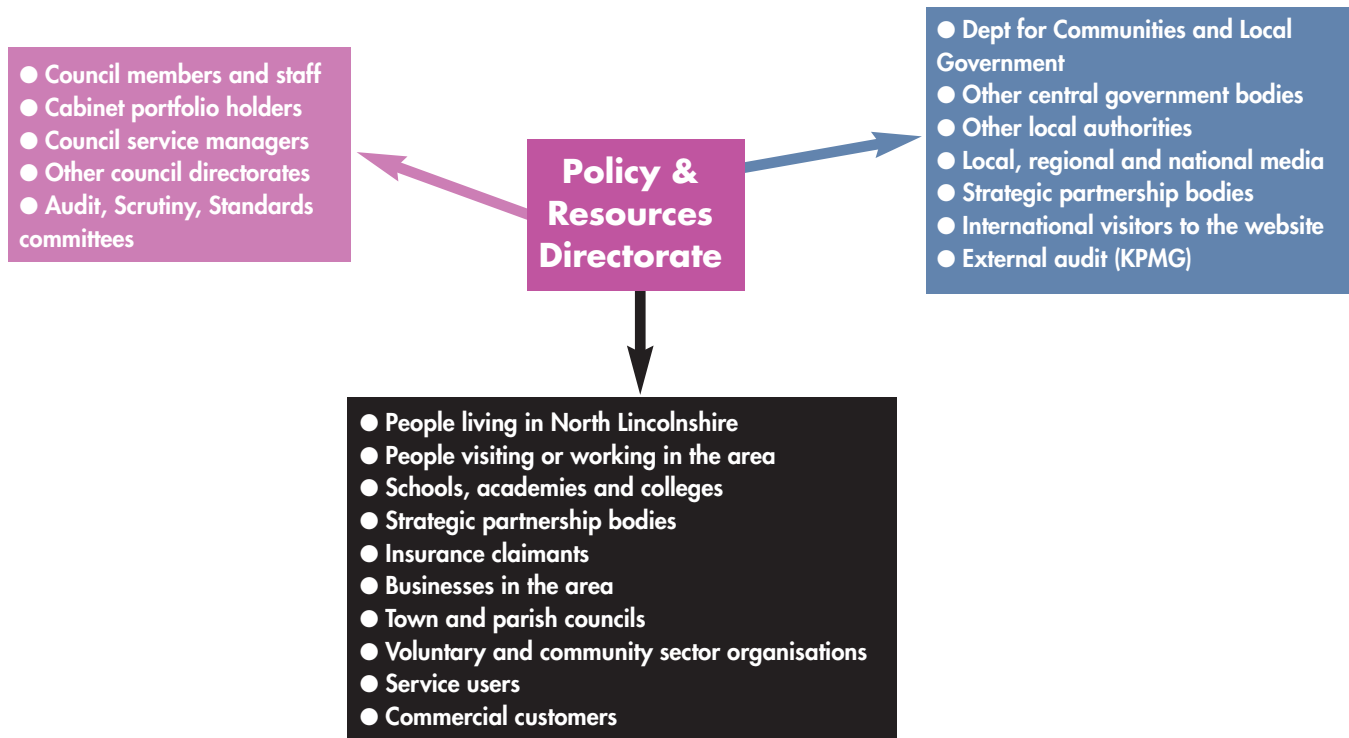 ● Council members and staff
● Cabinet portfolio holders
● Council service managers
● Other council directorates
● Audit, Scrutiny, Standards
committees
Policy &
Resources
Directorate
● Dept for Communities and Local
Government
● Other central government bodies
● Other local authorities
● Local, regional and national media
● Strategic partnership bodies
● International visitors to the website
● External audit (KPMG)
● People living in North Lincolnshire
● People visiting or working in the area
● Schools, academies and colleges
● Strategic partnership bodies
● Insurance claimants
● Businesses in the area
● Town and parish councils
● Voluntary and community sector organisations
● Service users
● Commercial customers